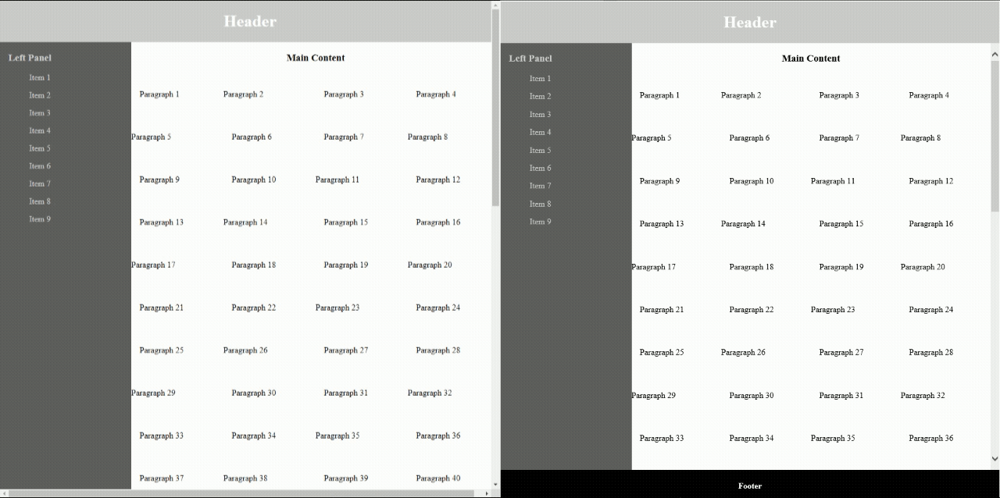 Header
Left Panel
Item 1
Item 2
Item 3
Item 4
Item 5
Item 6
Item 7
Item 8
Item 9
Main Content
Paragraph 1 Paragraph 2 Paragraph 3 Paragraph 4
Paragraph 5 Paragraph 6 Paragraph 7 Paragraph 8
Paragraph 9 Paragraph 10 Paragraph 11 Paragraph 12
Paragraph 13 Paragraph 14 Paragraph 15 Paragraph 16
Paragraph 17 Paragraph 18 Paragraph 19 Paragraph 20
Paragraph 21 Paragraph 22 Paragraph 23 Paragraph 24
Paragraph 25 Paragraph 26 Paragraph 27 Paragraph 28
Paragraph 29 Paragraph 30 Paragraph 31 Paragraph 32
Paragraph 33 Paragraph 34 Paragraph 35 Paragraph 36
Paragraph 37 Paragraph 38 Paragraph 39 Paragraph 40
Header
Left Panel
Item 1
Item 2
Item 3
Item 4
Item 5
Item 6
Item 7
Item 8
Item 9
Main Content
Paragraph 1 Paragraph 2 Paragraph 3 Paragraph 4
Paragraph 5 Paragraph 6 Paragraph 7 Paragraph 8
Paragraph 9 Paragraph 10 Paragraph 11 Paragraph 12
Paragraph 13 Paragraph 14 Paragraph 15 Paragraph 16
Paragraph 17 Paragraph 18 Paragraph 19 Paragraph 20
Paragraph 21 Paragraph 22 Paragraph 23 Paragraph 24
Paragraph 25 Paragraph 26 Paragraph 27 Paragraph 28
Paragraph 29 Paragraph 30 Paragraph 31 Paragraph 32
Paragraph 33 Paragraph 34 Paragraph 35 Paragraph 36
Footer